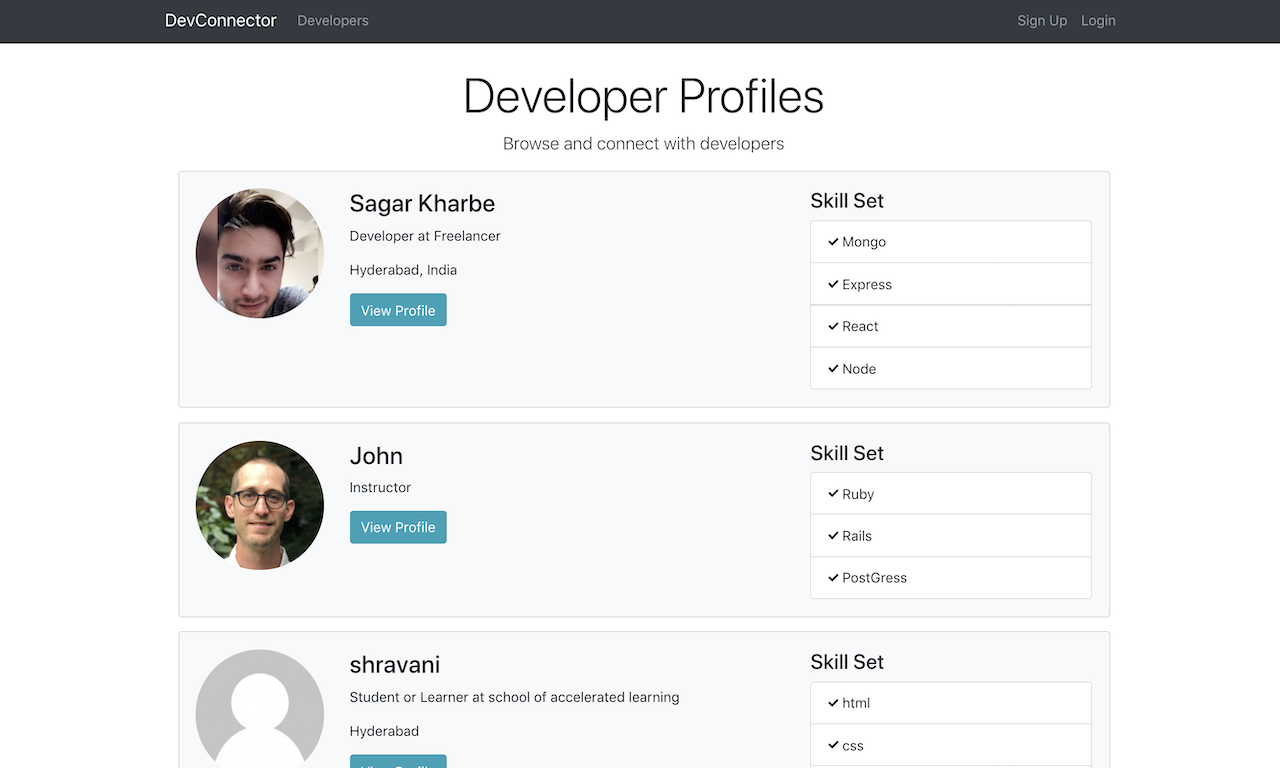 DevConnector Developers Sign Up Login
Developer Profiles
Browse and connect with developers
Sagar Kharbe
Developer at Freelancer
Hyderabad, India
View Profile
Skill Set
Mongo
Express
React
Node
John
Instructor
View Profile
Skill Set
Ruby
Rails
PostGress
shravani
Student or Learner at school of accelerated learning
Hyderabad
View Profile
Skill Set
html
css